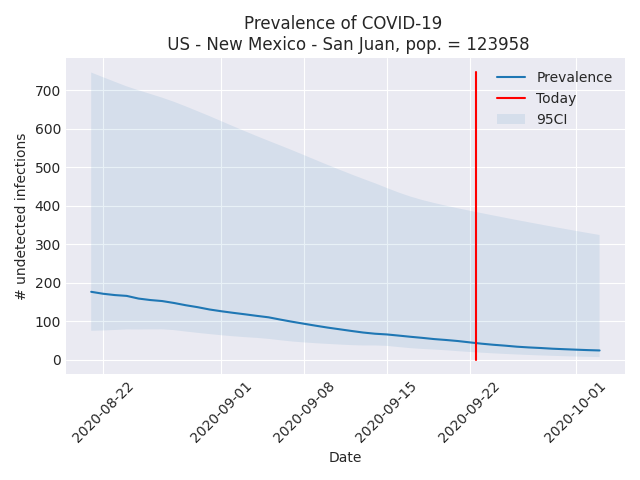 Prevalence of COVID-19
US - New Mexico - San Juan, pop. = 123958
Prevalence
Today
95CI
# undetected infections
700
600
500
400
300
200
100
0
2020-08-22
2020-09-01
2020-09-08
2020-09-15
2020-09-22
2020-10-01
Date